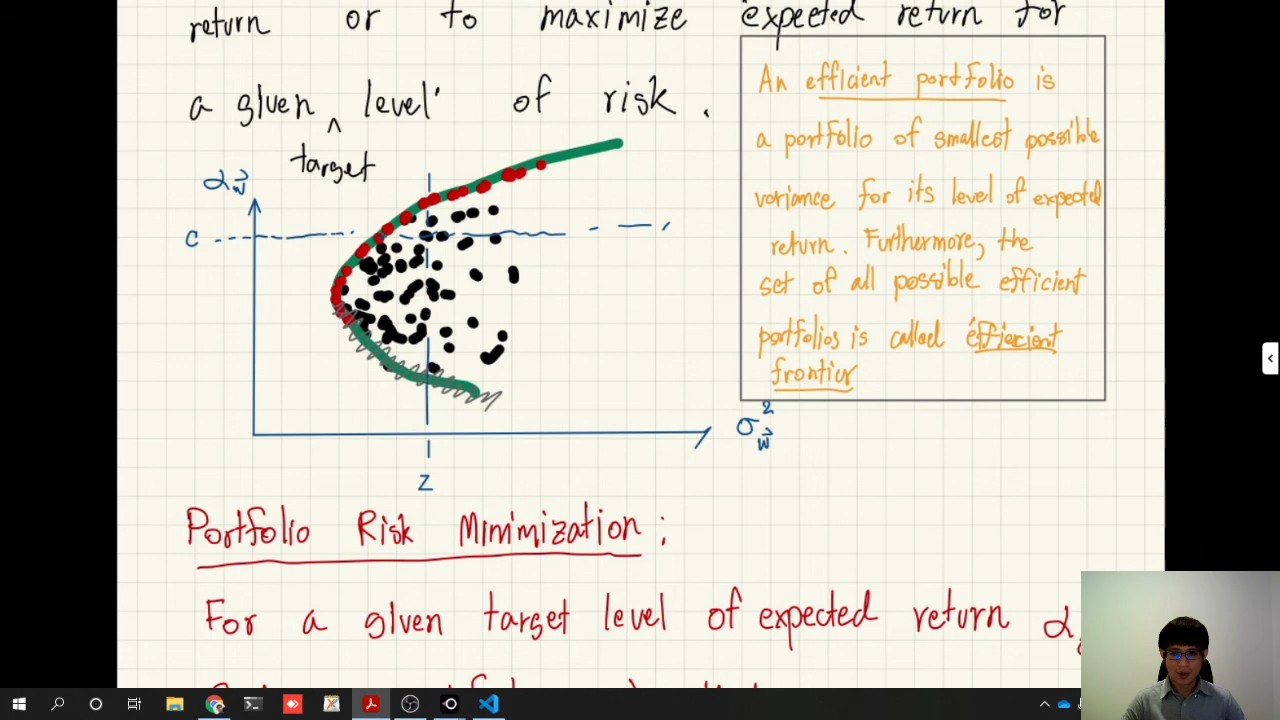 return or to maximize expected return for
a given ^ level of risk.
target
α_w⃗
c
z
σ²_w⃗
An efficient portfolio is
a portfolio of smallest possible
variance for its level of expected
return. Furthermore, the
set of all possible efficient
portfolios is called efficient
frontier
Portfolio Risk Minimization:
For a given target level of expected return α